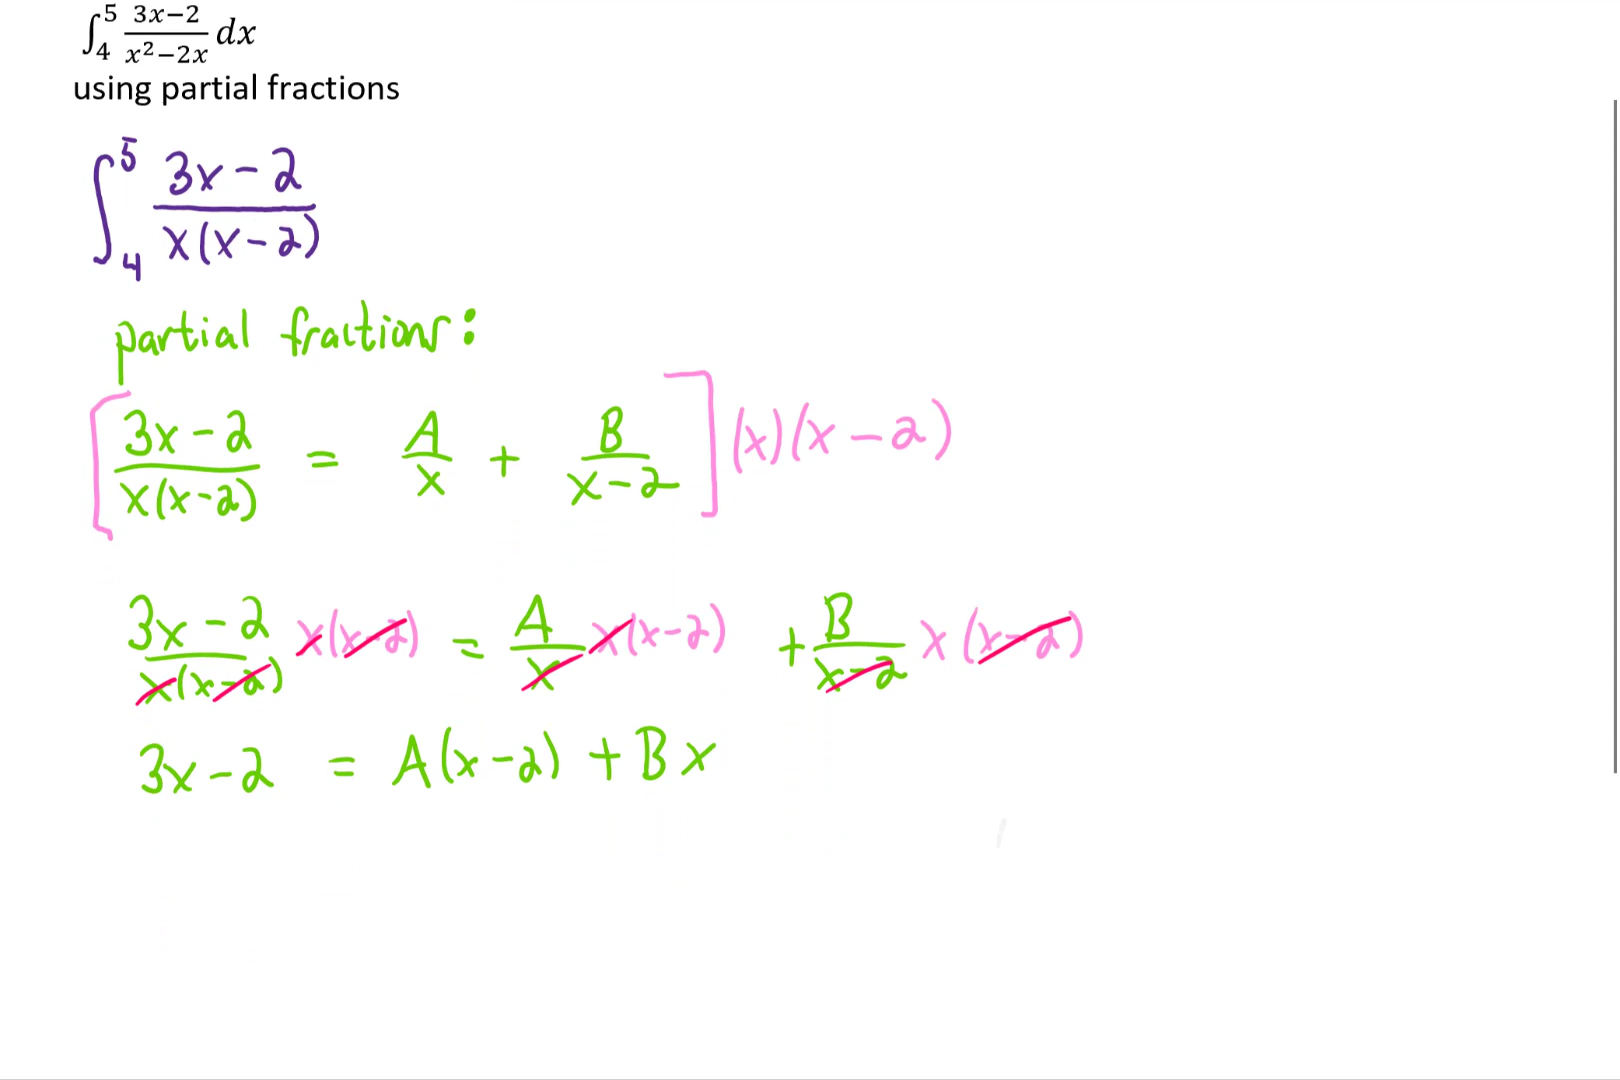 ∫₄⁵ (3x−2)/(x²−2x) dx
using partial fractions
∫₄⁵ (3x-2)/(x(x-2))
partial fractions:
[(3x-2)/(x(x-2)) = A/x + B/(x-2)] (x)(x-2)
(3x-2)/(x(x-2)) x(x-2) = A/x x(x-2) + B/(x-2) x(x-2)
3x-2 = A(x-2) + Bx